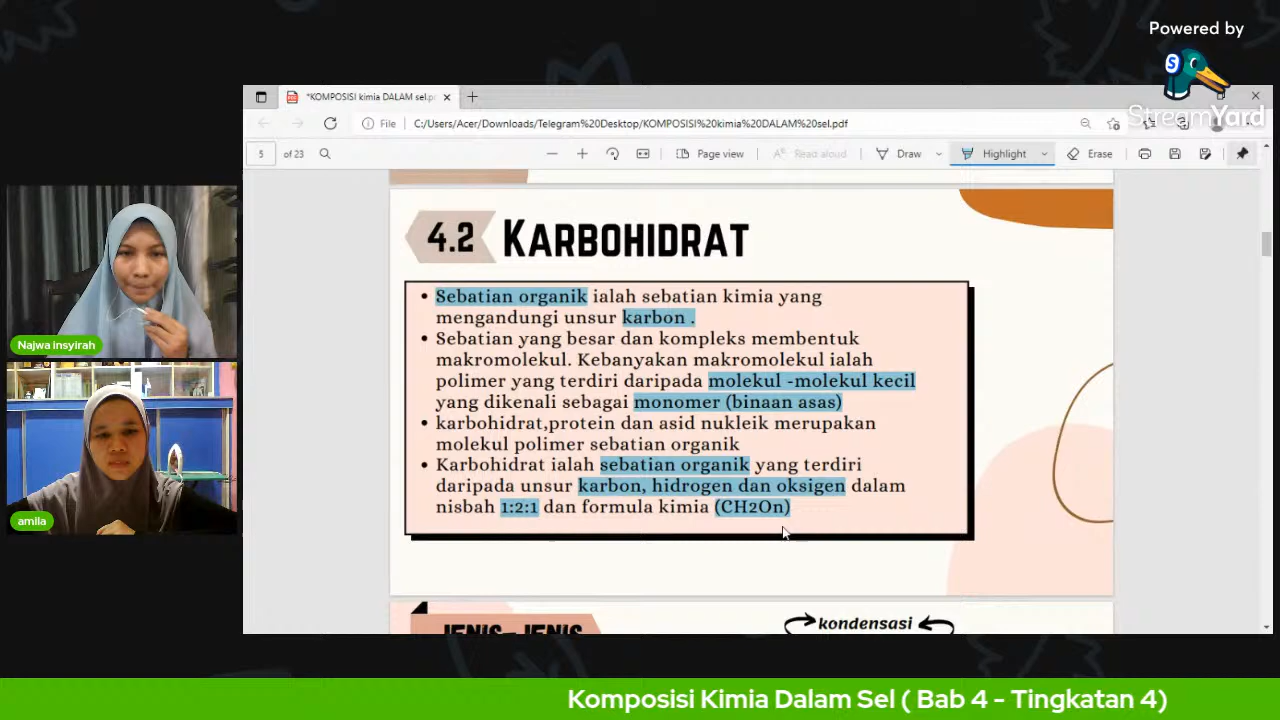 Powered by
StreamYard
*KOMPOSISI kimia DALAM sel.p
File
C:/Users/Acer/Downloads/Telegram%20Desktop/KOMPOSISI%20kimia%20DALAM%20sel.pdf
5 of 23
Page view
Read aloud
Draw
Highlight
Erase
4.2 KARBOHIDRAT
• Sebatian organik ialah sebatian kimia yang
mengandungi unsur karbon .
• Sebatian yang besar dan kompleks membentuk
makromolekul. Kebanyakan makromolekul ialah
polimer yang terdiri daripada molekul -molekul kecil
yang dikenali sebagai monomer (binaan asas)
• karbohidrat,protein dan asid nukleik merupakan
molekul polimer sebatian organik
• Karbohidrat ialah sebatian organik yang terdiri
daripada unsur karbon, hidrogen dan oksigen dalam
nisbah 1:2:1 dan formula kimia (CH2On)
JENIS-JENIS
kondensasi
Najwa insyirah
amila
Komposisi Kimia Dalam Sel ( Bab 4 - Tingkatan 4)